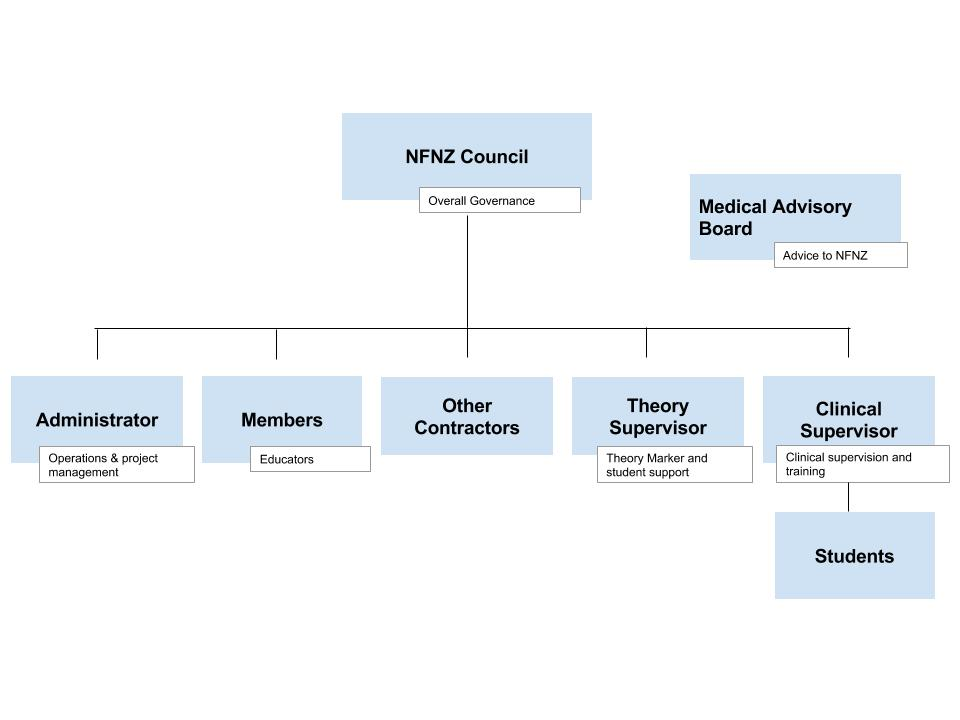 NFNZ Council
Overall Governance
Medical Advisory
Board
Advice to NFNZ
Administrator
Operations & project
management
Members
Educators
Other
Contractors
Theory
Supervisor
Theory Marker and
student support
Clinical
Supervisor
Clinical supervision and
training
Students